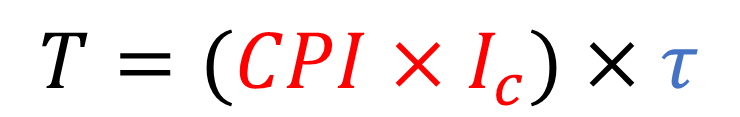 T = (CPI × I_c) × τ